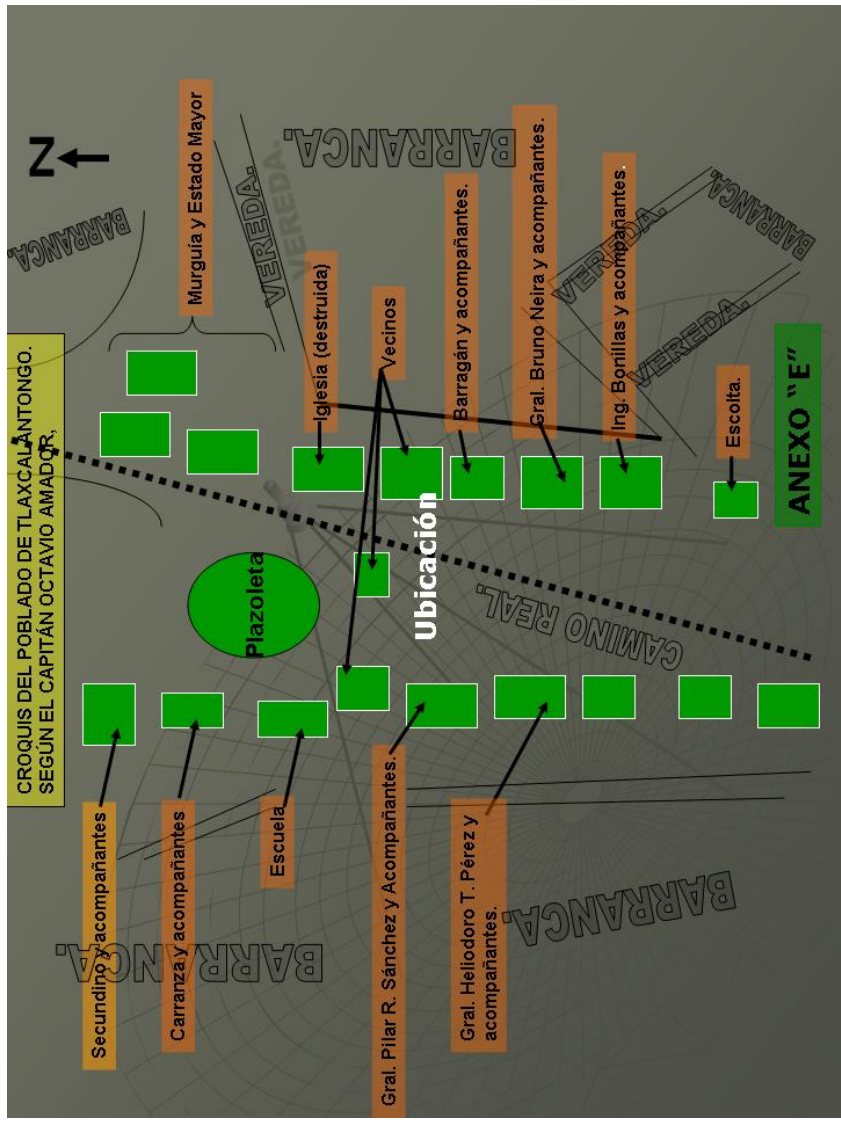 CROQUIS DEL POBLADO DE TLAXCALANTONGO.
SEGÚN EL CAPITÁN OCTAVIO AMADOR,
Secundino y acompañantes
Carranza y acompañantes
Escuela
Gral. Pilar R. Sánchez y Acompañantes.
Gral. Heliodoro T. Pérez y
acompañantes.
BARRANCA.
BARRANCA.
Plazoleta
Ubicación
CAMINO REAL.
Murguía y Estado Mayor
Iglesia (destruida)
Vecinos
Barragán y acompañantes.
Gral. Bruno Neira y acompañantes.
Ing. Bonillas y acompañantes.
Escolta.
BARRANCA.
N
VEREDA.
VEREDA.
BARRANCA.
VEREDA.
VEREDA.
BARRANCA.
ANEXO "E"